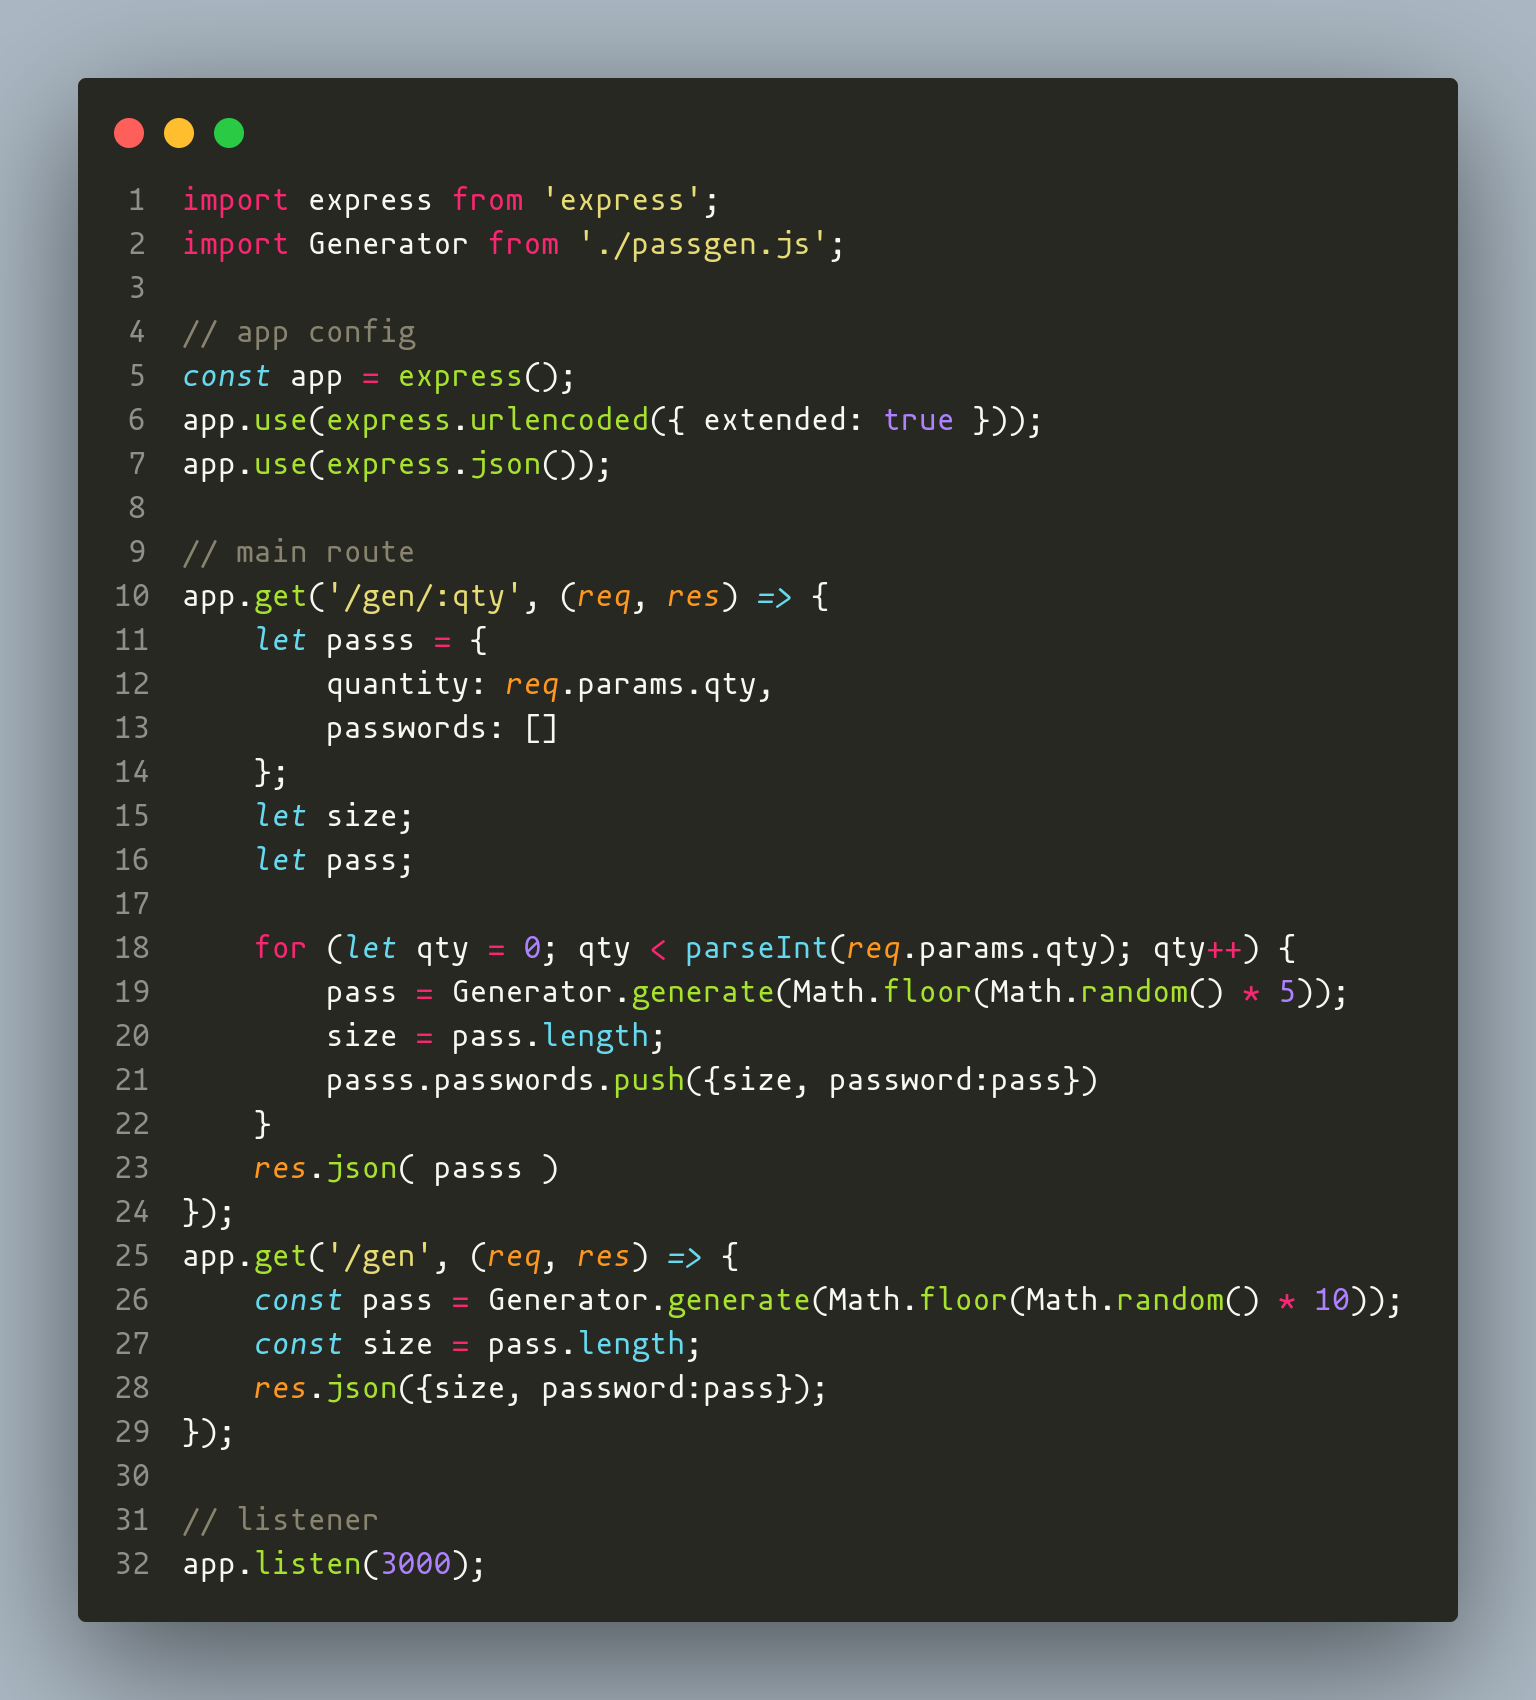 1 import express from 'express';
2 import Generator from './passgen.js';
3
4 // app config
5 const app = express();
6 app.use(express.urlencoded({ extended: true }));
7 app.use(express.json());
8
9 // main route
10 app.get('/gen/:qty', (req, res) => {
11     let passs = {
12         quantity: req.params.qty,
13         passwords: []
14     };
15     let size;
16     let pass;
17
18     for (let qty = 0; qty < parseInt(req.params.qty); qty++) {
19         pass = Generator.generate(Math.floor(Math.random() * 5));
20         size = pass.length;
21         passs.passwords.push({size, password:pass})
22     }
23     res.json( passs )
24 });
25 app.get('/gen', (req, res) => {
26     const pass = Generator.generate(Math.floor(Math.random() * 10));
27     const size = pass.length;
28     res.json({size, password:pass});
29 });
30
31 // listener
32 app.listen(3000);